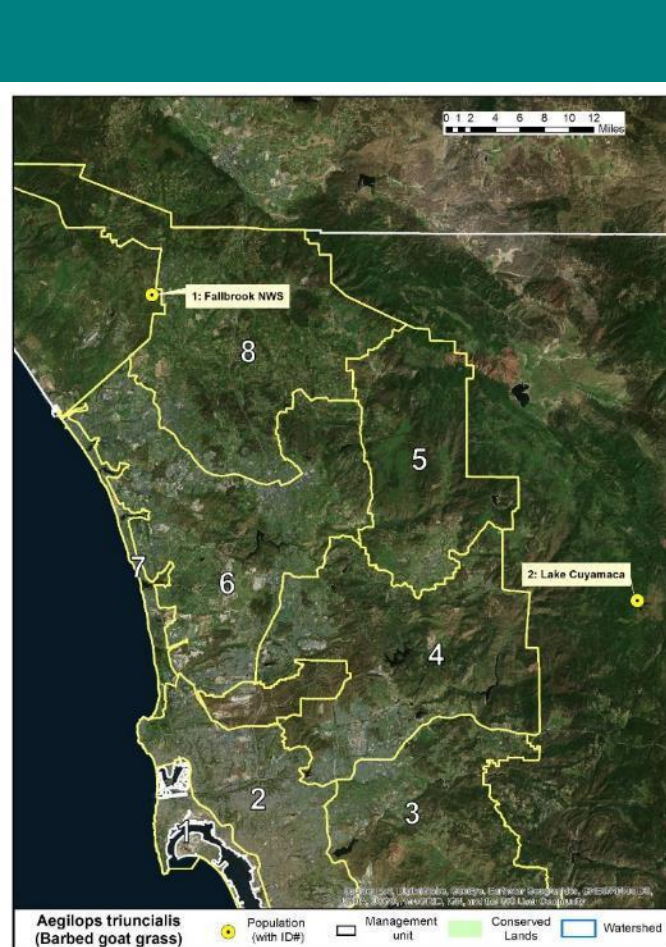 0 1 2 4 6 8 10 12
Miles
1: Fallbrook NWS
8
5
2: Lake Cuyamaca
7
6
4
2
3
1
Aegilops triuncialis
(Barbed goat grass)
Population
(with ID#)
Management
unit
Conserved
Lands
Watershed